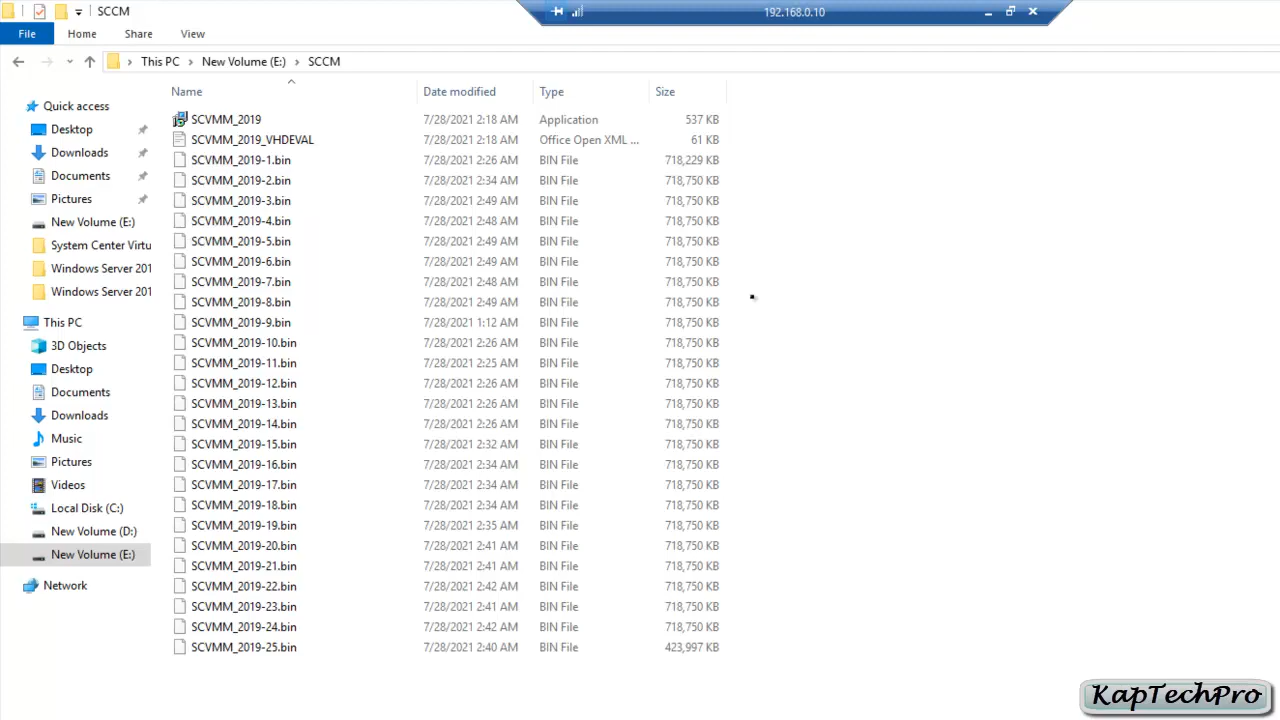 SCCM
192.168.0.10
File Home Share View
This PC New Volume (E:) SCCM
Name Date modified Type Size
Quick access
Desktop
Downloads
Documents
Pictures
New Volume (E:)
System Center Virtu
Windows Server 201
Windows Server 201
This PC
3D Objects
Desktop
Documents
Downloads
Music
Pictures
Videos
Local Disk (C:)
New Volume (D:)
New Volume (E:)
Network
SCVMM_2019 7/28/2021 2:18 AM Application 537 KB
SCVMM_2019_VHDEVAL 7/28/2021 2:18 AM Office Open XML ... 61 KB
SCVMM_2019-1.bin 7/28/2021 2:26 AM BIN File 718,229 KB
SCVMM_2019-2.bin 7/28/2021 2:34 AM BIN File 718,750 KB
SCVMM_2019-3.bin 7/28/2021 2:49 AM BIN File 718,750 KB
SCVMM_2019-4.bin 7/28/2021 2:48 AM BIN File 718,750 KB
SCVMM_2019-5.bin 7/28/2021 2:49 AM BIN File 718,750 KB
SCVMM_2019-6.bin 7/28/2021 2:49 AM BIN File 718,750 KB
SCVMM_2019-7.bin 7/28/2021 2:48 AM BIN File 718,750 KB
SCVMM_2019-8.bin 7/28/2021 2:49 AM BIN File 718,750 KB
SCVMM_2019-9.bin 7/28/2021 1:12 AM BIN File 718,750 KB
SCVMM_2019-10.bin 7/28/2021 2:26 AM BIN File 718,750 KB
SCVMM_2019-11.bin 7/28/2021 2:25 AM BIN File 718,750 KB
SCVMM_2019-12.bin 7/28/2021 2:26 AM BIN File 718,750 KB
SCVMM_2019-13.bin 7/28/2021 2:26 AM BIN File 718,750 KB
SCVMM_2019-14.bin 7/28/2021 2:26 AM BIN File 718,750 KB
SCVMM_2019-15.bin 7/28/2021 2:32 AM BIN File 718,750 KB
SCVMM_2019-16.bin 7/28/2021 2:34 AM BIN File 718,750 KB
SCVMM_2019-17.bin 7/28/2021 2:34 AM BIN File 718,750 KB
SCVMM_2019-18.bin 7/28/2021 2:34 AM BIN File 718,750 KB
SCVMM_2019-19.bin 7/28/2021 2:35 AM BIN File 718,750 KB
SCVMM_2019-20.bin 7/28/2021 2:41 AM BIN File 718,750 KB
SCVMM_2019-21.bin 7/28/2021 2:41 AM BIN File 718,750 KB
SCVMM_2019-22.bin 7/28/2021 2:42 AM BIN File 718,750 KB
SCVMM_2019-23.bin 7/28/2021 2:41 AM BIN File 718,750 KB
SCVMM_2019-24.bin 7/28/2021 2:42 AM BIN File 718,750 KB
SCVMM_2019-25.bin 7/28/2021 2:40 AM BIN File 423,997 KB
KapTechPro